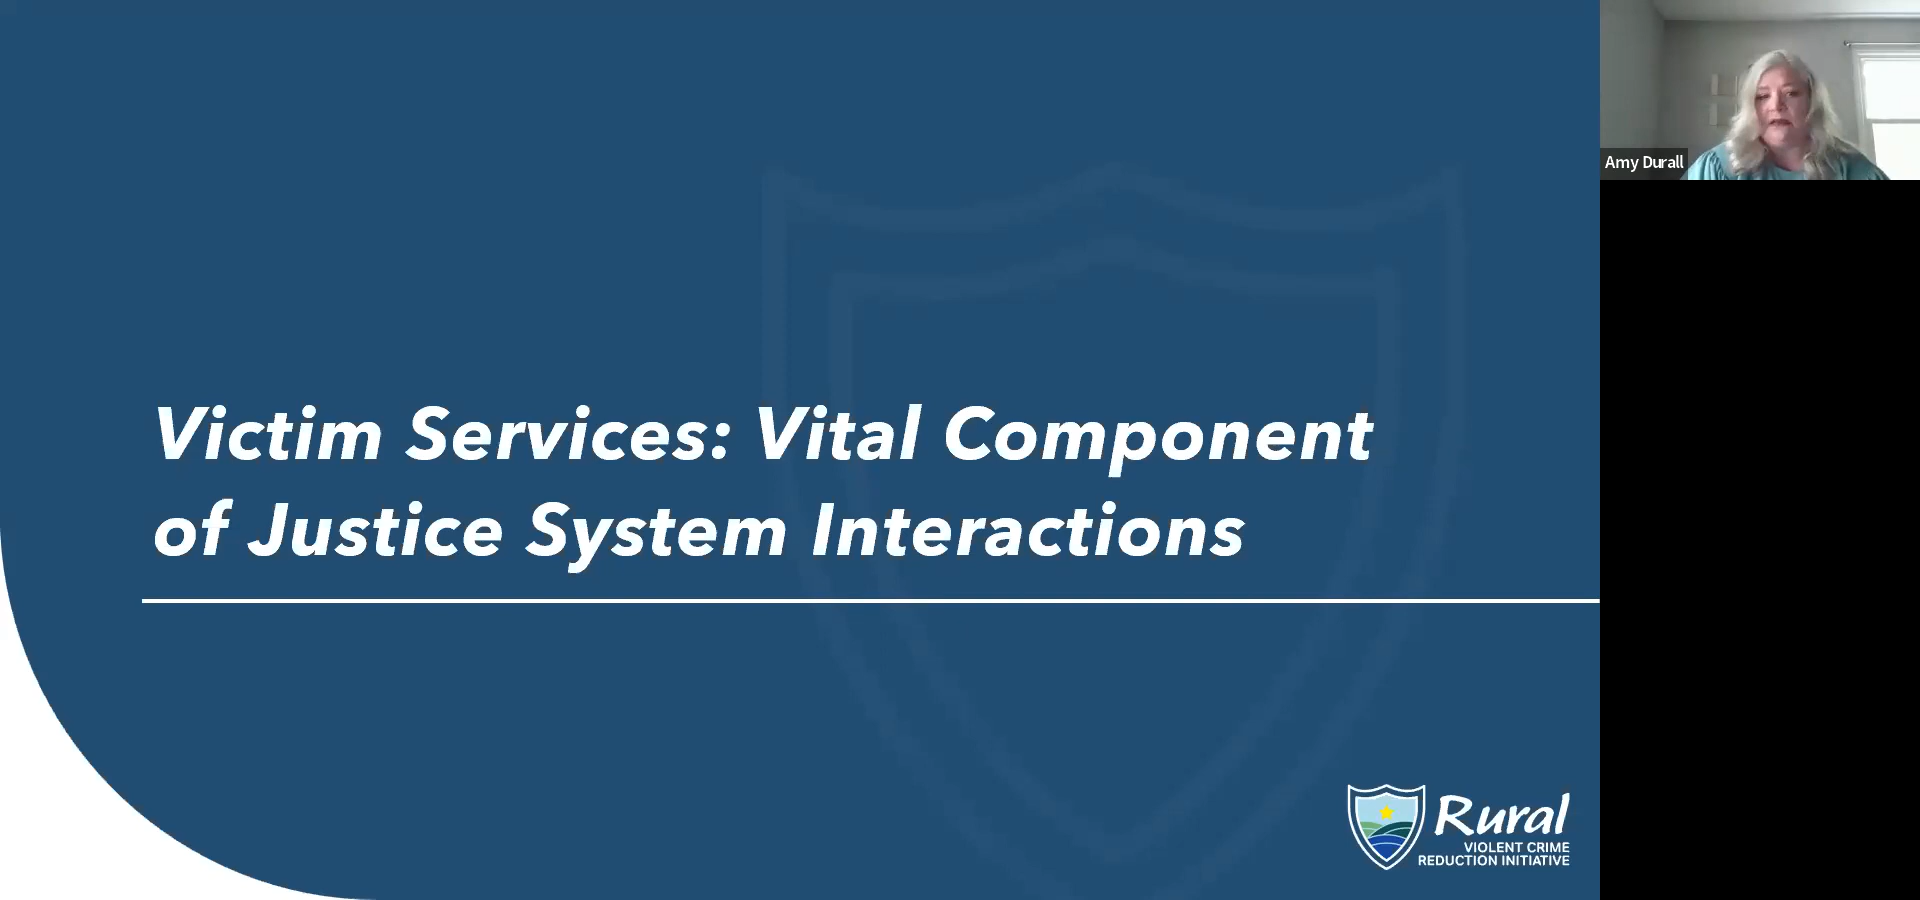 Victim Services: Vital Component
of Justice System Interactions
Rural
VIOLENT CRIME
REDUCTION INITIATIVE
Amy Durall